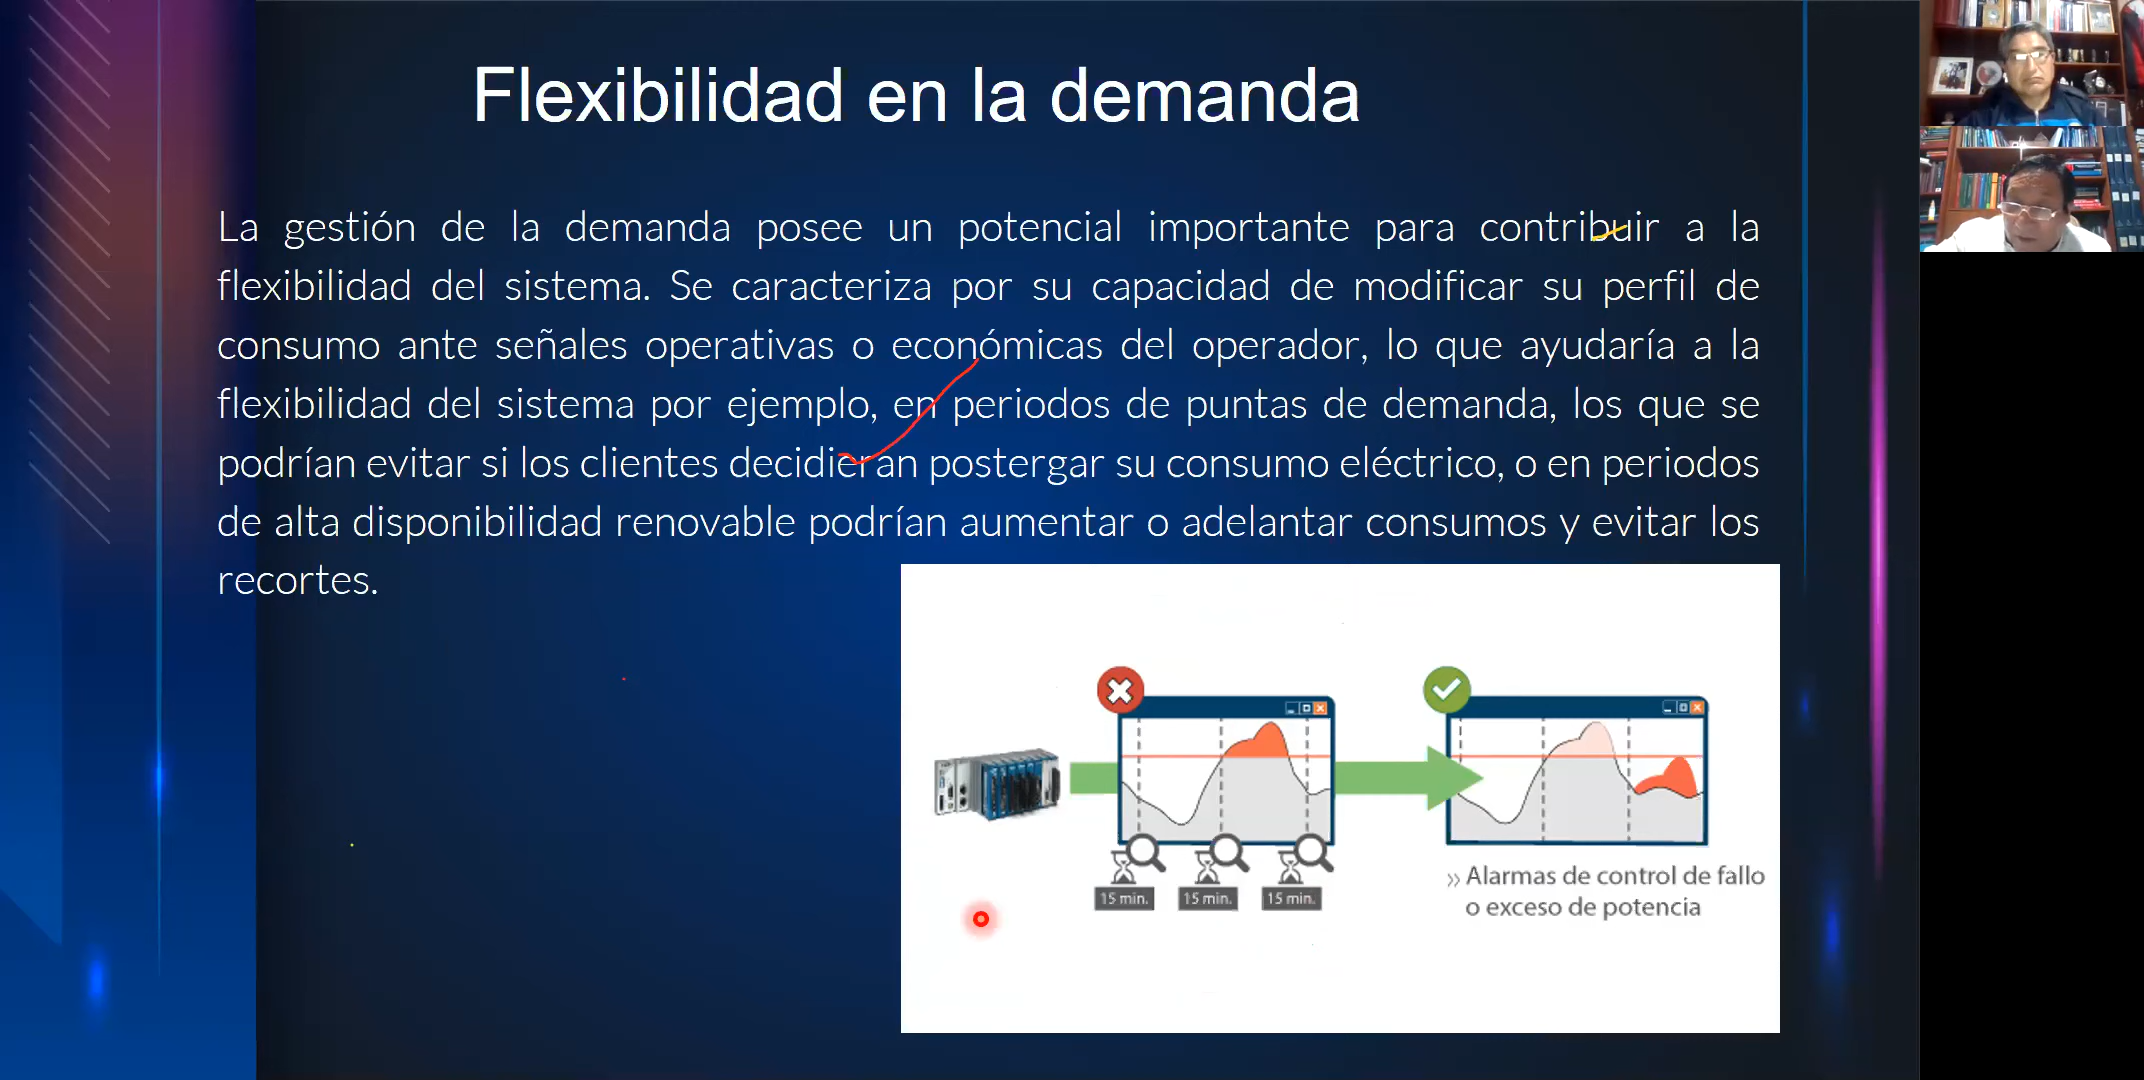 Flexibilidad en la demanda
La gestión de la demanda posee un potencial importante para contribuir a la
flexibilidad del sistema. Se caracteriza por su capacidad de modificar su perfil de
consumo ante señales operativas o económicas del operador, lo que ayudaría a la
flexibilidad del sistema por ejemplo, en periodos de puntas de demanda, los que se
podrían evitar si los clientes decidieran postergar su consumo eléctrico, o en periodos
de alta disponibilidad renovable podrían aumentar o adelantar consumos y evitar los
recortes.
15 min. 15 min. 15 min.
» Alarmas de control de fallo
o exceso de potencia